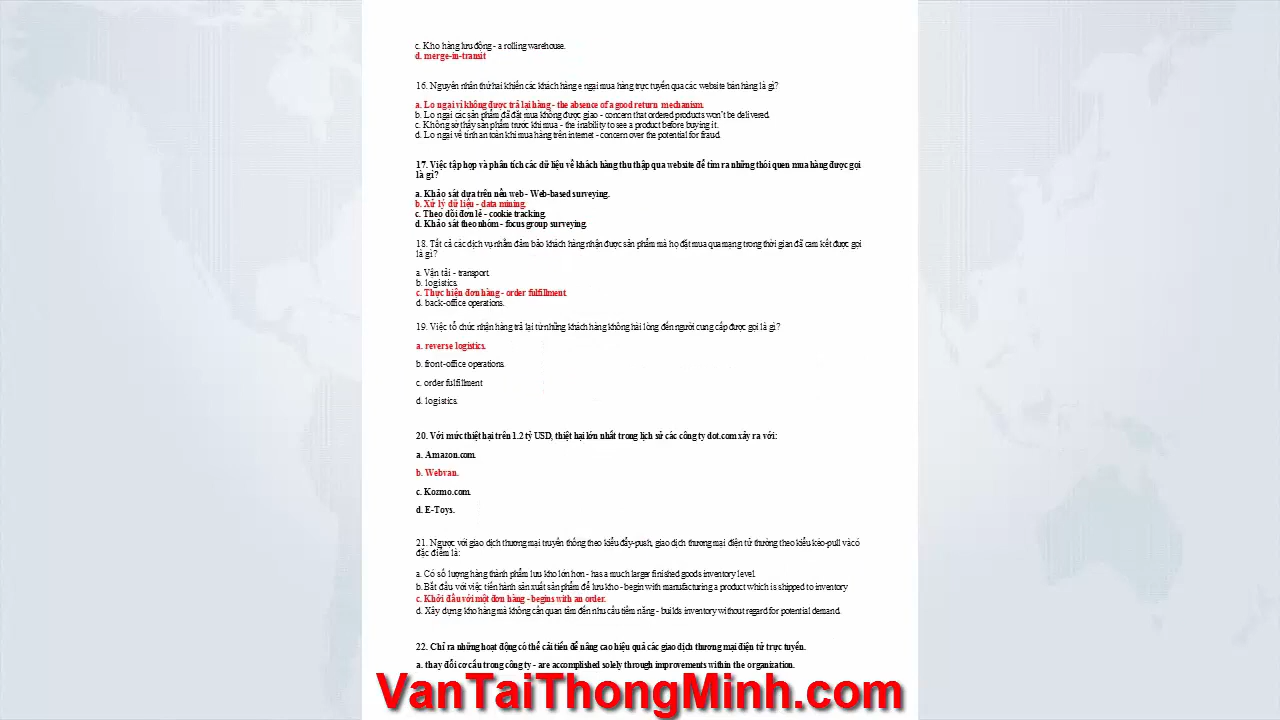 c. Kho hàng lưu động - a rolling warehouse.
d. merge-in-transit
16. Nguyên nhân thứ hai khiến các khách hàng e ngại mua hàng trực tuyến qua các website bán hàng là gì?
a. Lo ngại vì không được trả lại hàng - the absence of a good return mechanism.
b. Lo ngại các sản phẩm đã đặt mua không được giao - concern that ordered products won't be delivered.
c. Không sờ thấy sản phẩm trước khi mua - the inability to see a product before buying it.
d. Lo ngại về tính an toàn khi mua hàng trên internet - concern over the potential for fraud.
17. Việc tập hợp và phân tích các dữ liệu về khách hàng thu thập qua website để tìm ra những thói quen mua hàng được gọi
là gì?
a. Khảo sát dựa trên nền web - Web-based surveying.
b. Xử lý dữ liệu - data mining.
c. Theo dõi đơn lẻ - cookie tracking.
d. Khảo sát theo nhóm - focus group surveying.
18. Tất cả các dịch vụ nhằm đảm bảo khách hàng nhận được sản phẩm mà họ đặt mua qua mạng trong thời gian đã cam kết được gọi
là gì?
a. Vận tải - transport.
b. logistics.
c. Thực hiện đơn hàng - order fulfillment.
d. back-office operations.
19. Việc tổ chức nhận hàng trả lại từ những khách hàng không hài lòng đến người cung cấp được gọi là gì?
a. reverse logistics.
b. front-office operations.
c. order fulfillment
d. logistics.
20. Với mức thiệt hại trên 1.2 tỷ USD, thiệt hại lớn nhất trong lịch sử các công ty dot.com xảy ra với:
a. Amazon.com.
b. Webvan.
c. Kozmo.com.
d. E-Toys.
21. Ngược với giao dịch thương mại truyền thống theo kiểu đẩy-push, giao dịch thương mại điện tử thường theo kiểu kéo-pull và có
đặc điểm là:
a. Có số lượng hàng thành phẩm lưu kho lớn hơn - has a much larger finished goods inventory level.
b. Bắt đầu với việc tiến hành sản xuất sản phẩm để lưu kho - begin with manufacturing a product which is shipped to inventory
c. Khởi đầu với một đơn hàng - begins with an order.
d. Xây dựng kho hàng mà không cần quan tâm đến nhu cầu tiềm năng - builds inventory without regard for potential demand.
22. Chỉ ra những hoạt động có thể cải tiến để nâng cao hiệu quả các giao dịch thương mại điện tử trực tuyến.
a. thay đổi cơ cấu trong công ty - are accomplished solely through improvements within the organization.
VanTaiThongMinh.com